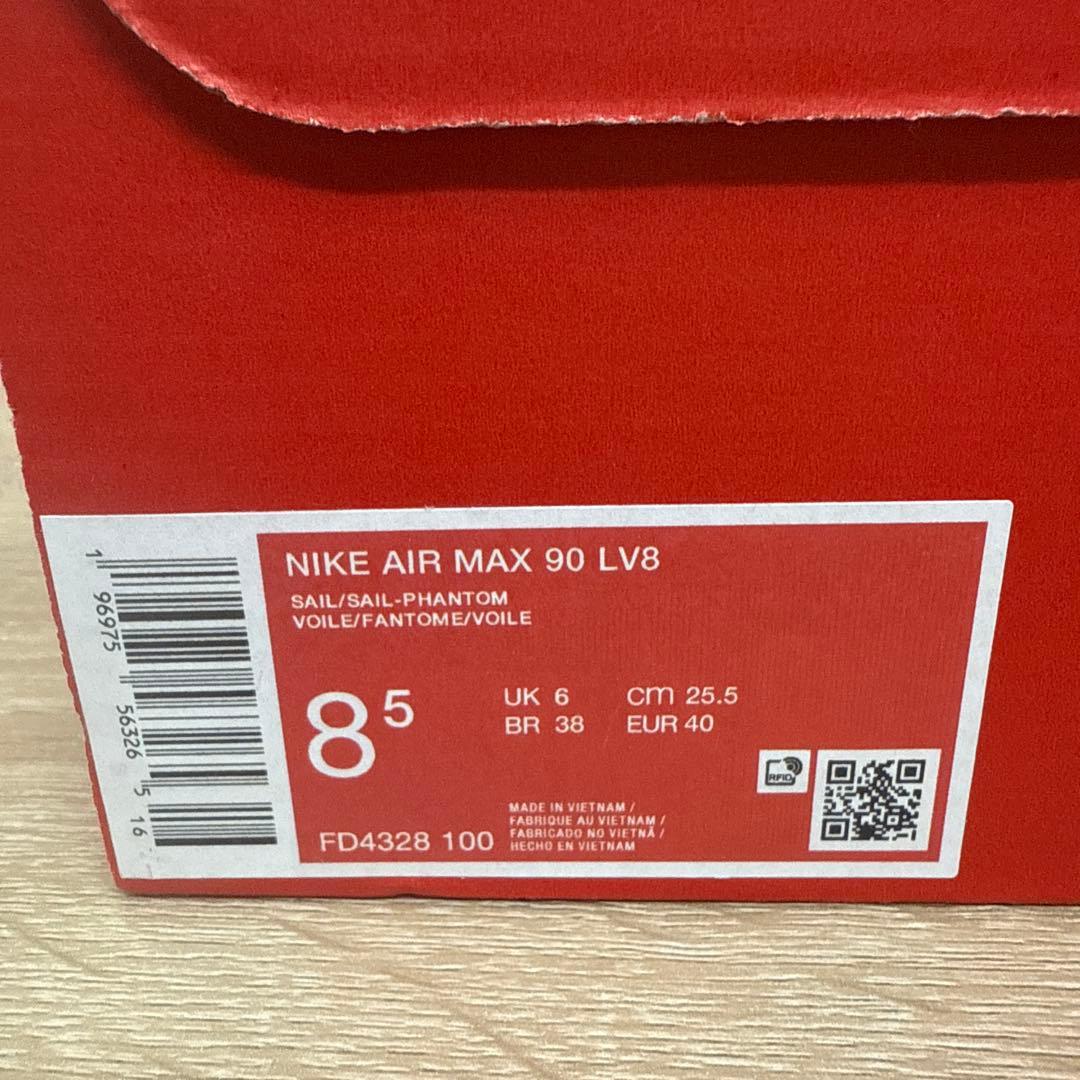 NIKE AIR MAX 90 LV8
SAIL/SAIL-PHANTOM
VOILE/FANTOME/VOILE
8 5
UK 6 cm 25.5
BR 38 EUR 40
RFID
MADE IN VIETNAM /
FABRIQUE AU VIETNAM /
FABRICADO NO VIETNÃ /
HECHO EN VIETNAM
FD4328 100
1 96975 56326 5 16